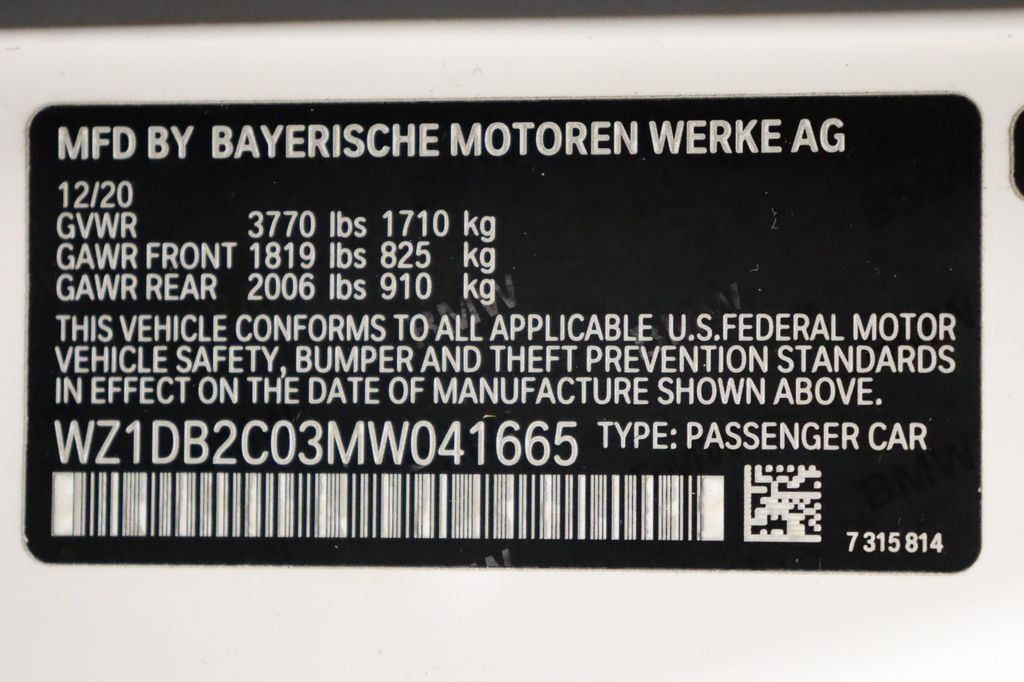 MFD BY BAYERISCHE MOTOREN WERKE AG
12/20
GVWR 3770 lbs 1710 kg
GAWR FRONT 1819 lbs 825 kg
GAWR REAR 2006 lbs 910 kg
THIS VEHICLE CONFORMS TO ALL APPLICABLE U.S.FEDERAL MOTOR
VEHICLE SAFETY, BUMPER AND THEFT PREVENTION STANDARDS
IN EFFECT ON THE DATE OF MANUFACTURE SHOWN ABOVE.
WZ1DB2C03MW041665 TYPE: PASSENGER CAR
7 315 814